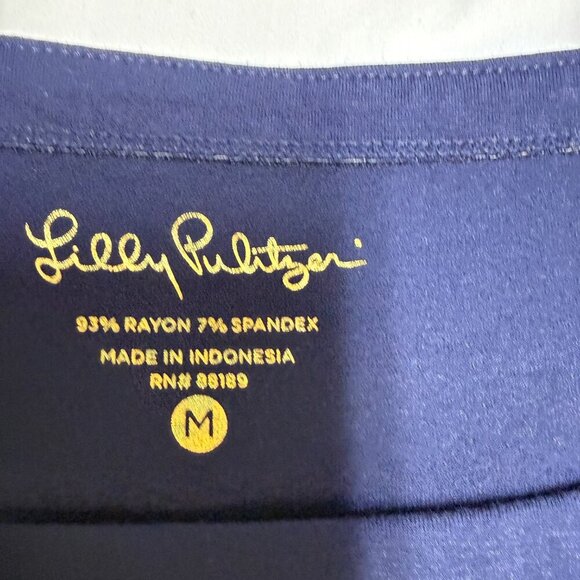 Lilly Pulitzer
93% RAYON 7% SPANDEX
MADE IN INDONESIA
RN# 88189
M